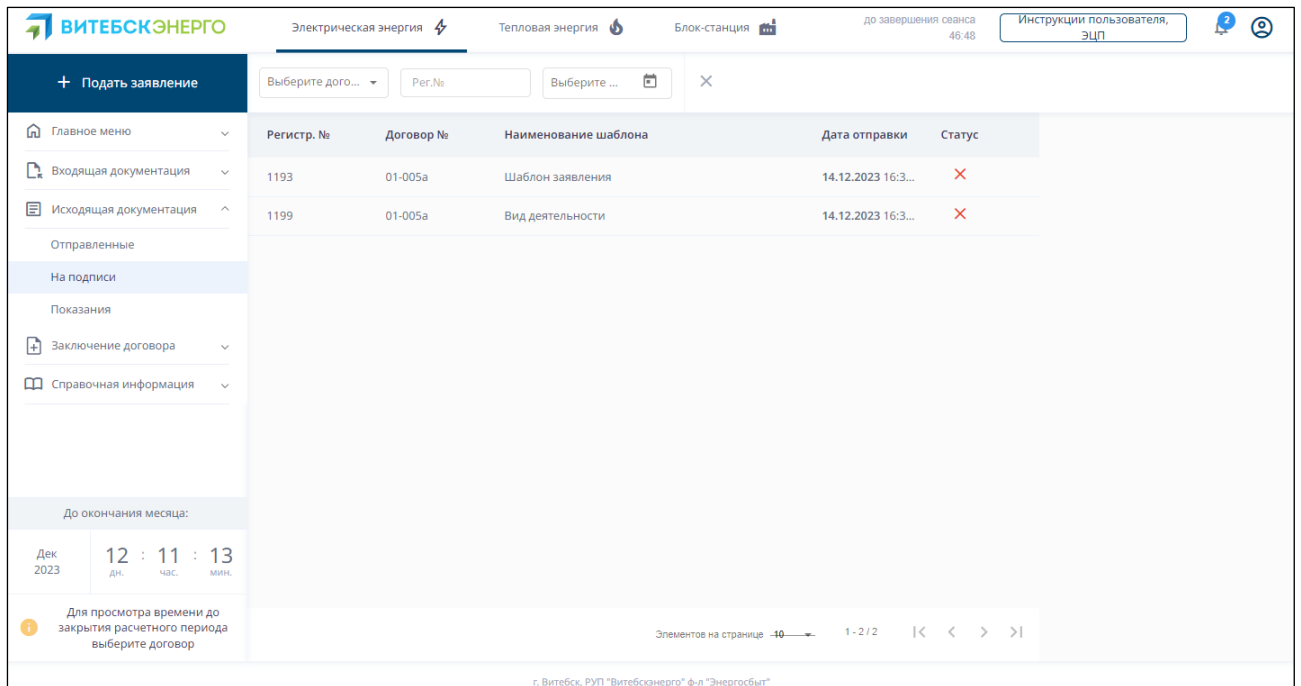 ВИТЕБСКЭНЕРГО
Электрическая энергия
Тепловая энергия
Блок-станция
до завершения сеанса
46:48
Инструкции пользователя,
ЭЦП
2
+ Подать заявление
Выберите дого...
Рег.№
Выберите ...
Главное меню
Входящая документация
Исходящая документация
Отправленные
На подписи
Показания
Заключение договора
Справочная информация
Регистр. № Договор № Наименование шаблона Дата отправки Статус
1193 01-005а Шаблон заявления 14.12.2023 16:3...
1199 01-005а Вид деятельности 14.12.2023 16:3...
До окончания месяца:
Дек
2023
12 : 11 : 13
дн. час. мин.
Для просмотра времени до
закрытия расчетного периода
выберите договор
Элементов на странице 10 1 - 2 / 2
г. Витебск, РУП "Витебскэнерго" ф-л "Энергосбыт"